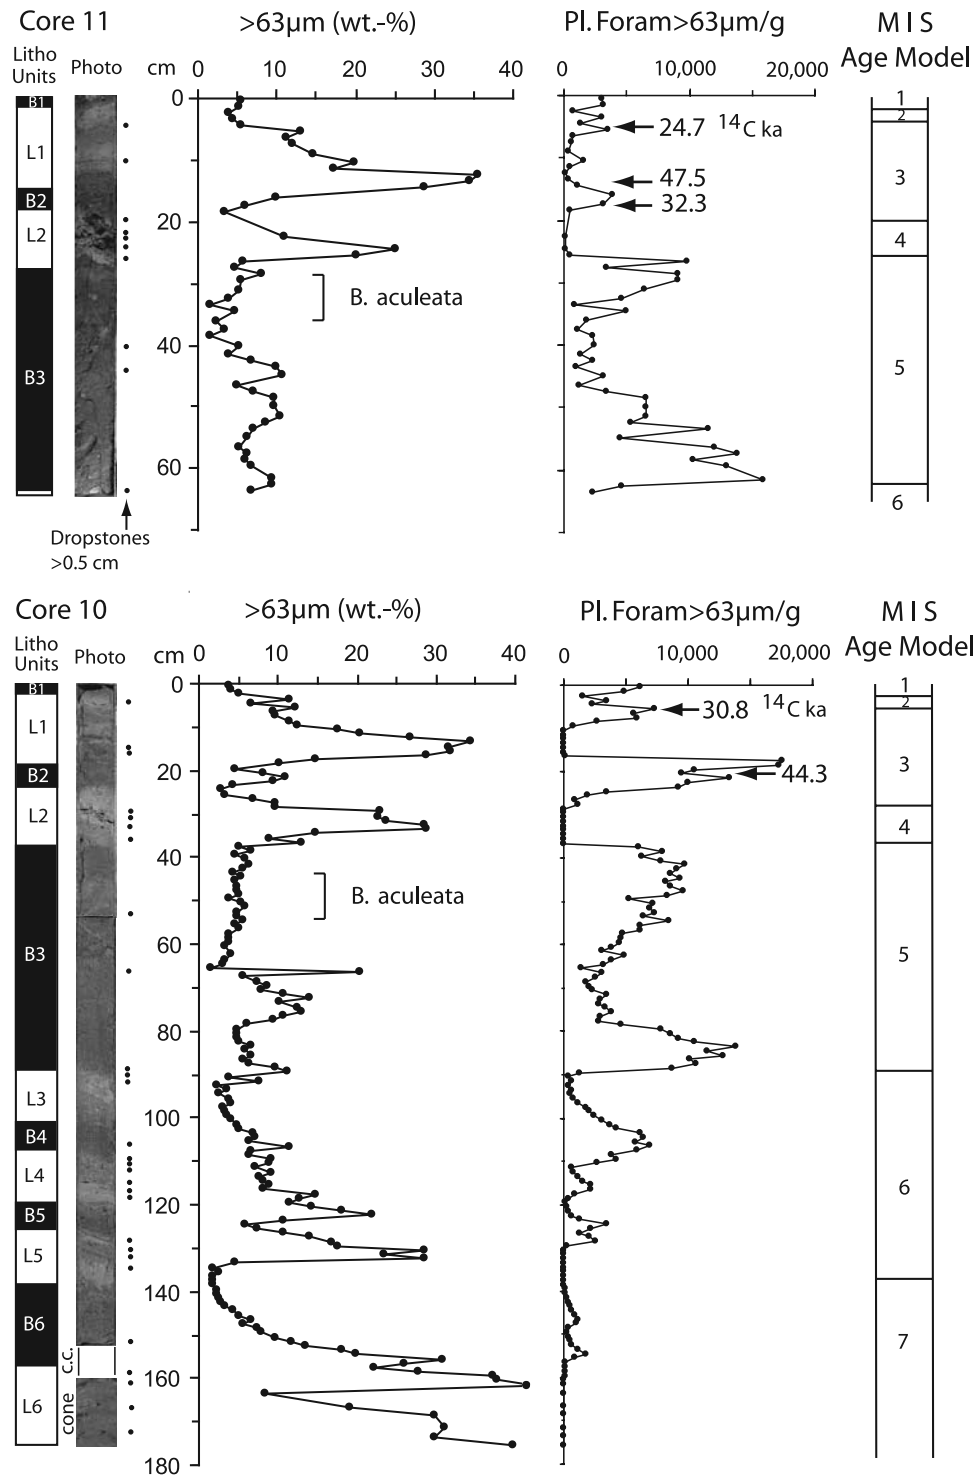 Core 11
>63µm (wt.-%)
Pl. Foram>63µm/g
M I S
Age Model
Litho
Units
Photo
cm
0
10
20
30
40
0
10,000
20,000
B1
L1
B2
L2
B3
0
20
40
60
B. aculeata
24.7 ¹⁴C ka
47.5
32.3
1
2
3
4
5
6
Dropstones
>0.5 cm
Core 10
>63µm (wt.-%)
Pl. Foram>63µm/g
M I S
Age Model
Litho
Units
Photo
cm
0
10
20
30
40
0
10,000
20,000
B1
L1
B2
L2
B3
L3
B4
L4
B5
L5
B6
L6
c.c.
cone
0
20
40
60
80
100
120
140
160
180
B. aculeata
30.8 ¹⁴C ka
44.3
1
2
3
4
5
6
7